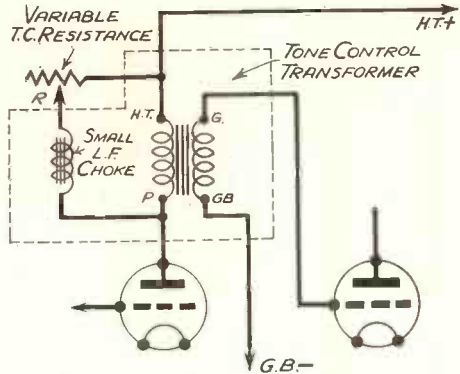 VARIABLE
T.C. RESISTANCE
H.T.+
TONE CONTROL
TRANSFORMER
R
H.T.
G.
SMALL
L.F.
CHOKE
P
GB
G.B.–